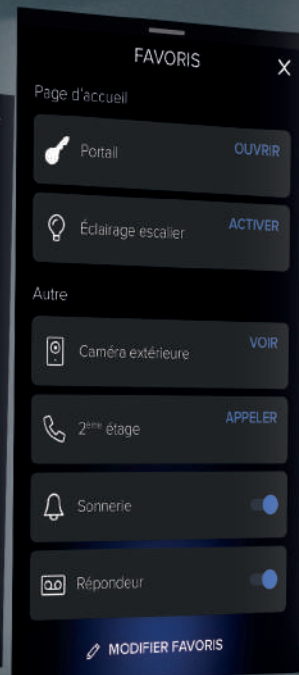 FAVORIS
X
Page d'accueil
Portail
OUVRIR
Éclairage escalier
ACTIVER
Autre
Caméra extérieure
VOIR
2ème étage
APPELER
Sonnerie
Répondeur
MODIFIER FAVORIS